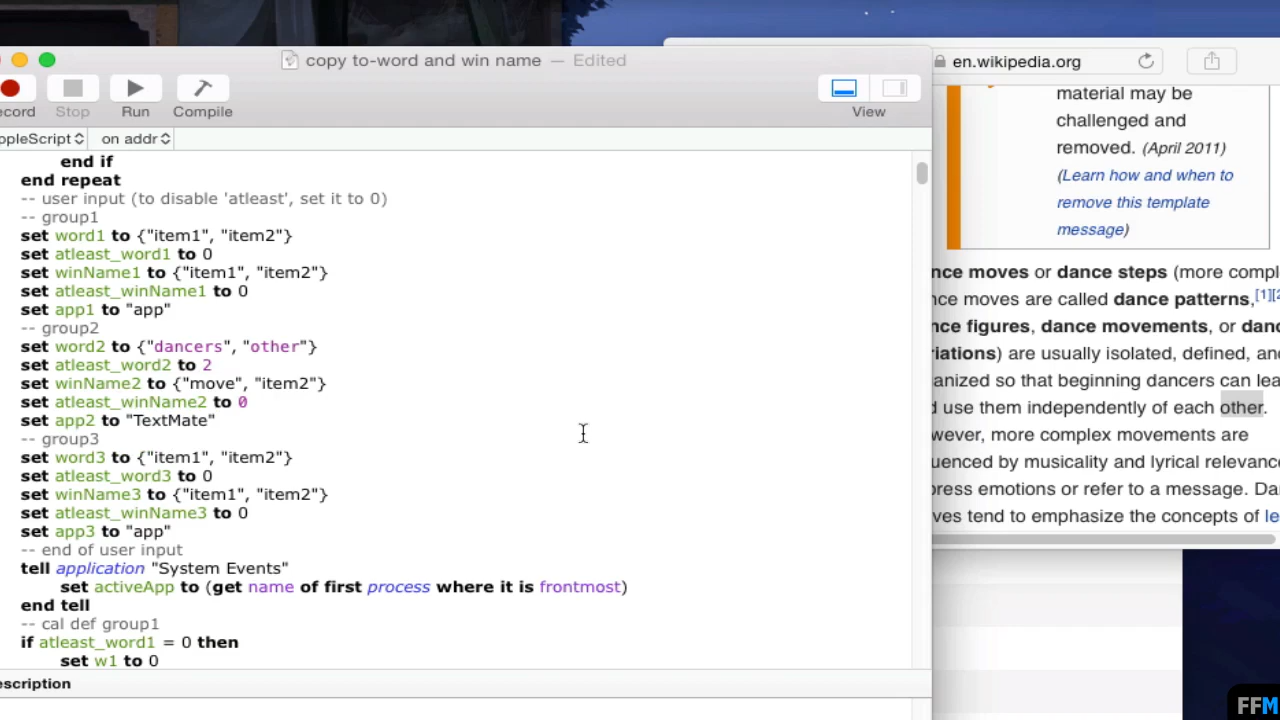 copy to-word and win name — Edited
ecord Stop Run Compile View
ppleScript on addr
end if
end repeat
-- user input (to disable 'atleast', set it to 0)
-- group1
set word1 to {"item1", "item2"}
set atleast_word1 to 0
set winName1 to {"item1", "item2"}
set atleast_winName1 to 0
set app1 to "app"
-- group2
set word2 to {"dancers", "other"}
set atleast_word2 to 2
set winName2 to {"move", "item2"}
set atleast_winName2 to 0
set app2 to "TextMate"
-- group3
set word3 to {"item1", "item2"}
set atleast_word3 to 0
set winName3 to {"item1", "item2"}
set atleast_winName3 to 0
set app3 to "app"
-- end of user input
tell application "System Events"
set activeApp to (get name of first process where it is frontmost)
end tell
-- cal def group1
if atleast_word1 = 0 then
set w1 to 0
escription
en.wikipedia.org
material may be
challenged and
removed. (April 2011)
(Learn how and when to
remove this template
message)
nce moves or dance steps (more compl
nce moves are called dance patterns,[1][2
nce figures, dance movements, or danc
riations) are usually isolated, defined, and
anized so that beginning dancers can lea
d use them independently of each other.
wever, more complex movements are
uenced by musicality and lyrical relevance
press emotions or refer to a message. Da
ves tend to emphasize the concepts of le
FFM